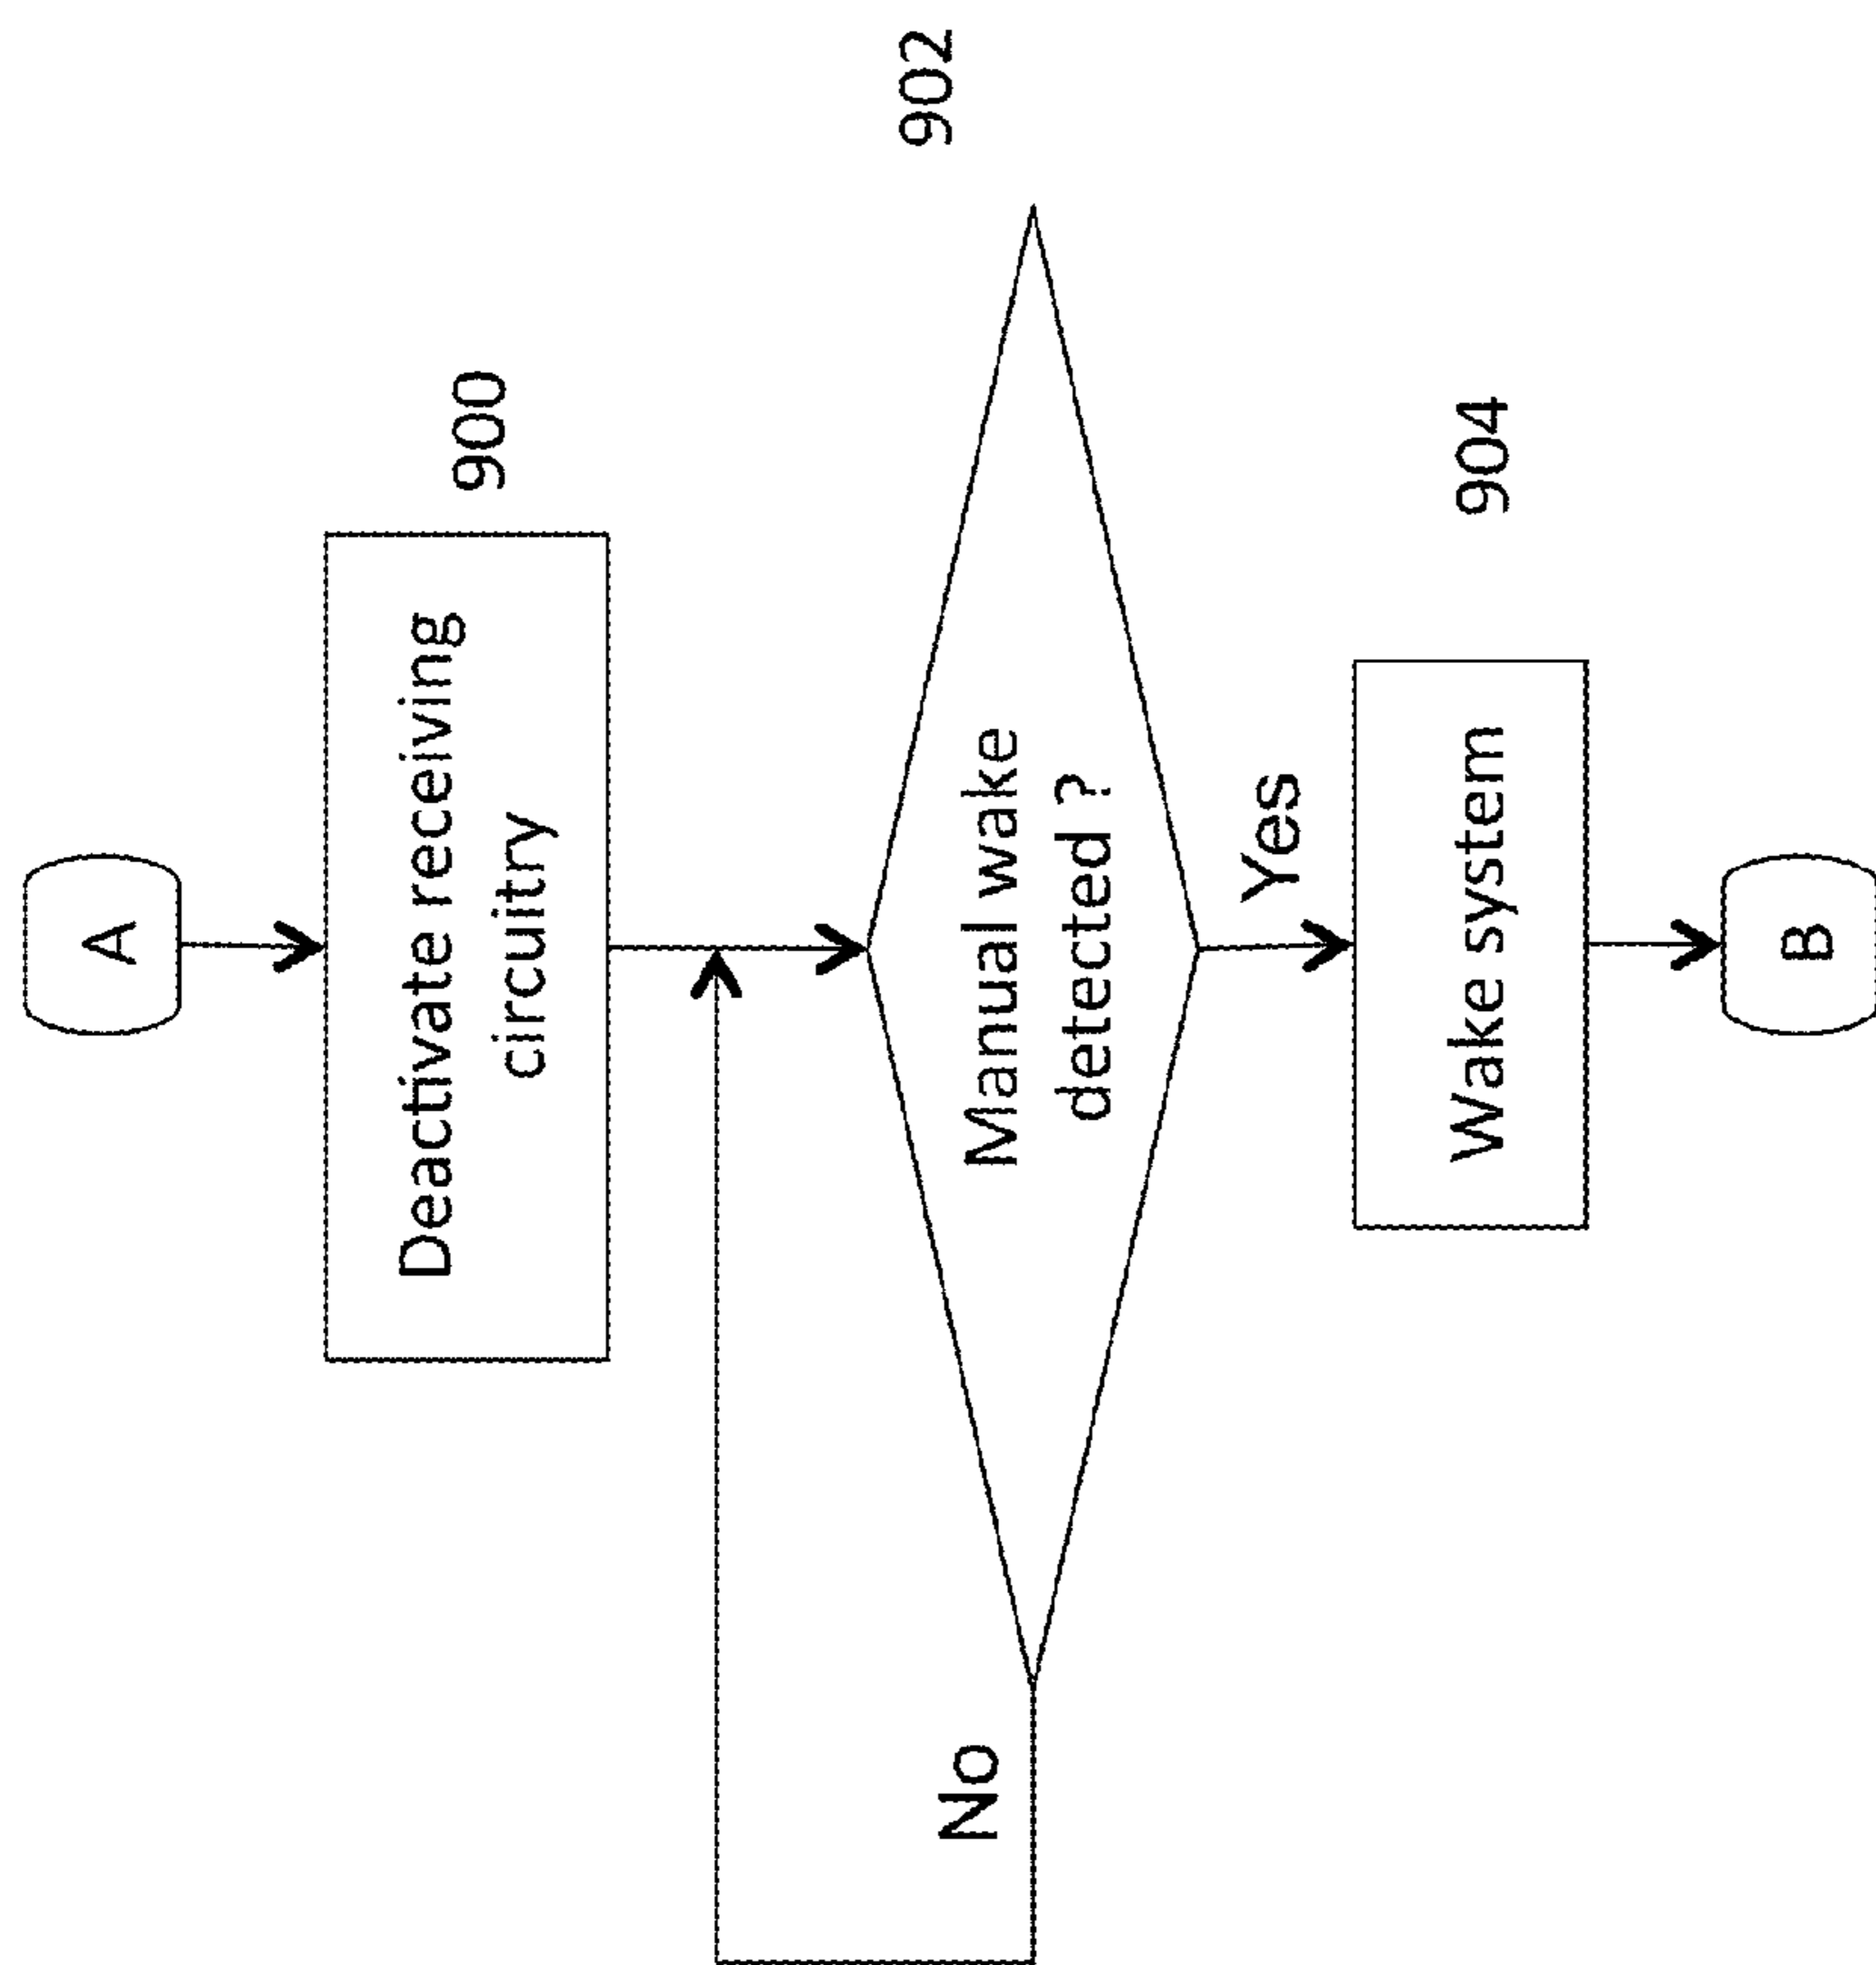 A
Deactivate receiving
circuitry
900
902
Manual wake
detected ?
No
Yes
Wake system
904
B